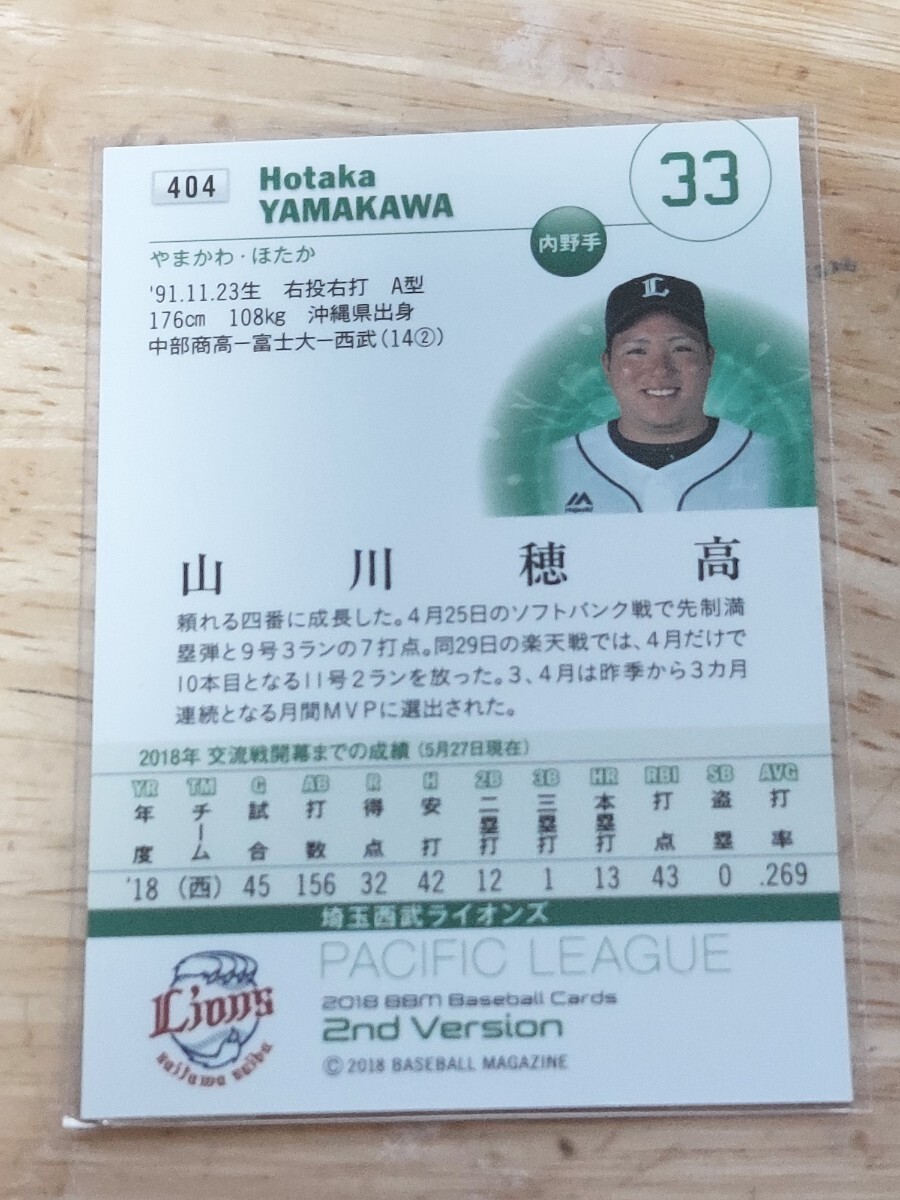 404
Hotaka
YAMAKAWA
33
やまかわ・ほたか
内野手
'91.11.23生 右投右打 A型
176cm 108kg 沖縄県出身
中部商高ー富士大ー西武(14②)
山川穂高
頼れる四番に成長した。4月25日のソフトバンク戦で先制満
塁弾と9号3ランの7打点。同29日の楽天戦では、4月だけで
10本目となる11号2ランを放った。3、4月は昨季から3カ月
連続となる月間MVPに選出された。
2018年 交流戦開幕までの成績(5月27日現在)
YR TM G AB R H 2B 3B HR RBI SB AVG
年度 チーム 試合 打数 得点 安打 二塁打 三塁打 本塁打 打点 盗塁 打率
'18 (西) 45 156 32 42 12 1 13 43 0 .269
埼玉西武ライオンズ
PACIFIC LEAGUE
2018 BBM Baseball Cards
2nd Version
© 2018 BASEBALL MAGAZINE
Lions
saitama seibu